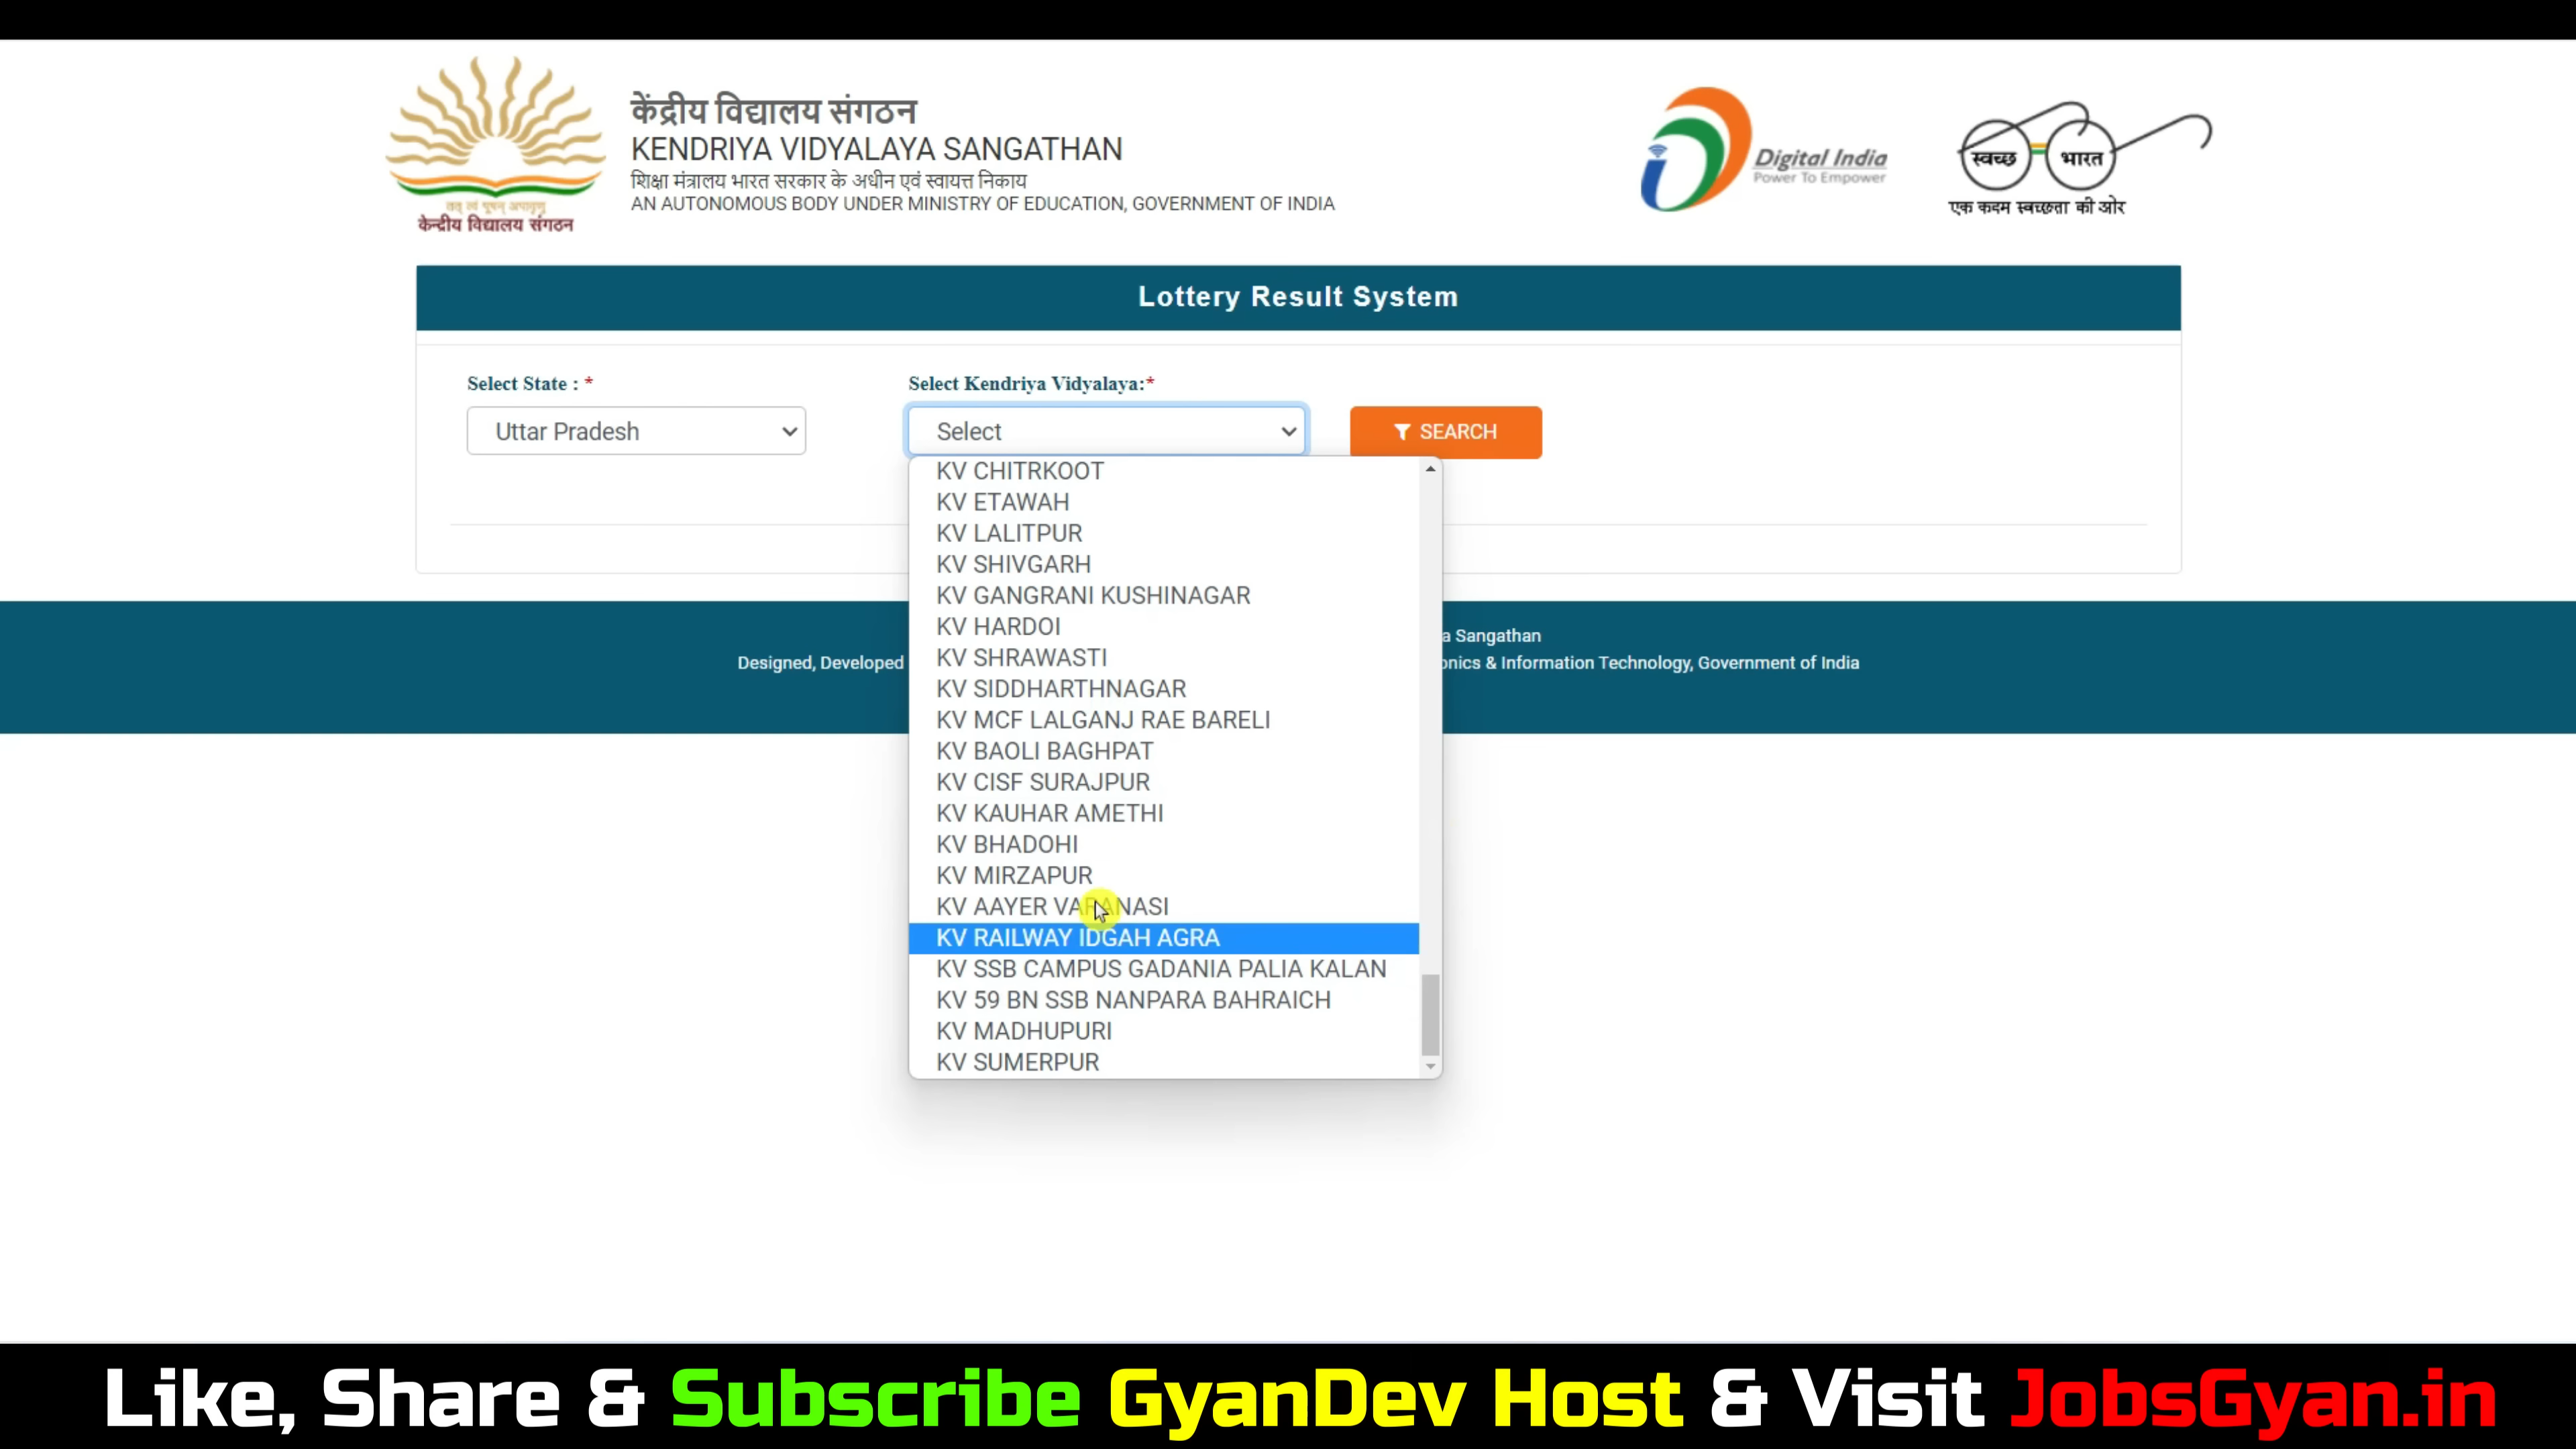 केंद्रीय विद्यालय संगठन
KENDRIYA VIDYALAYA SANGATHAN
शिक्षा मंत्रालय भारत सरकार के अधीन एवं स्वायत्त निकाय
AN AUTONOMOUS BODY UNDER MINISTRY OF EDUCATION, GOVERNMENT OF INDIA
तत् त्वं पूषन् अपावृणु
केन्द्रीय विद्यालय संगठन
Digital India
Power To Empower
स्वच्छ भारत
एक कदम स्वच्छता की ओर
Lottery Result System
Select State : *
Select Kendriya Vidyalaya:*
Uttar Pradesh
Select
SEARCH
KV CHITRKOOT
KV ETAWAH
KV LALITPUR
KV SHIVGARH
KV GANGRANI KUSHINAGAR
KV HARDOI
KV SHRAWASTI
KV SIDDHARTHNAGAR
KV MCF LALGANJ RAE BARELI
KV BAOLI BAGHPAT
KV CISF SURAJPUR
KV KAUHAR AMETHI
KV BHADOHI
KV MIRZAPUR
KV AAYER VARANASI
KV RAILWAY IDGAH AGRA
KV SSB CAMPUS GADANIA PALIA KALAN
KV 59 BN SSB NANPARA BAHRAICH
KV MADHUPURI
KV SUMERPUR
a Sangathan
Designed, Developed
onics & Information Technology, Government of India
Like, Share & Subscribe GyanDev Host & Visit JobsGyan.in